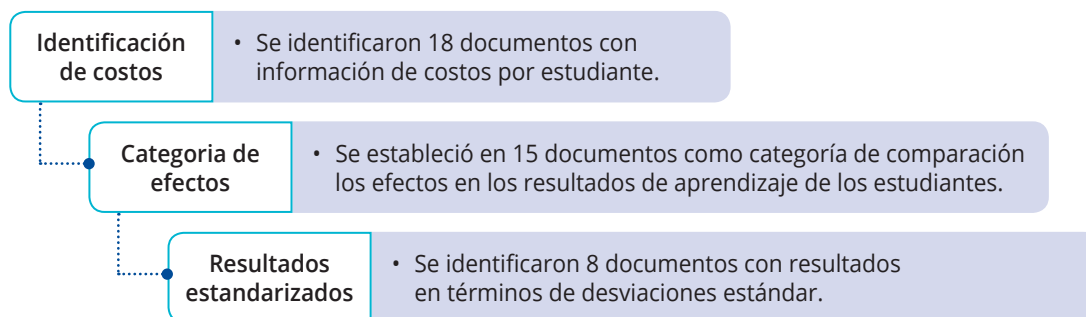 Identificación
de costos
• Se identificaron 18 documentos con
información de costos por estudiante.
Categoria de
efectos
• Se estableció en 15 documentos como categoría de comparación
los efectos en los resultados de aprendizaje de los estudiantes.
Resultados
estandarizados
• Se identificaron 8 documentos con resultados
en términos de desviaciones estándar.